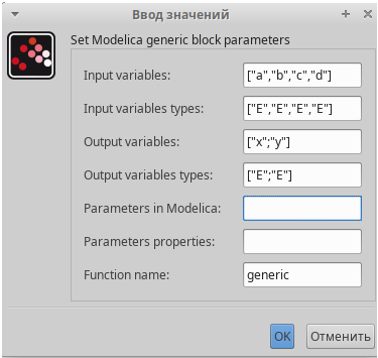 Ввод значений
Set Modelica generic block parameters
Input variables: ["a","b","c","d"]
Input variables types: ["E","E","E","E"]
Output variables: ["x";"y"]
Output variables types: ["E";"E"]
Parameters in Modelica:
Parameters properties:
Function name: generic
OK Отменить